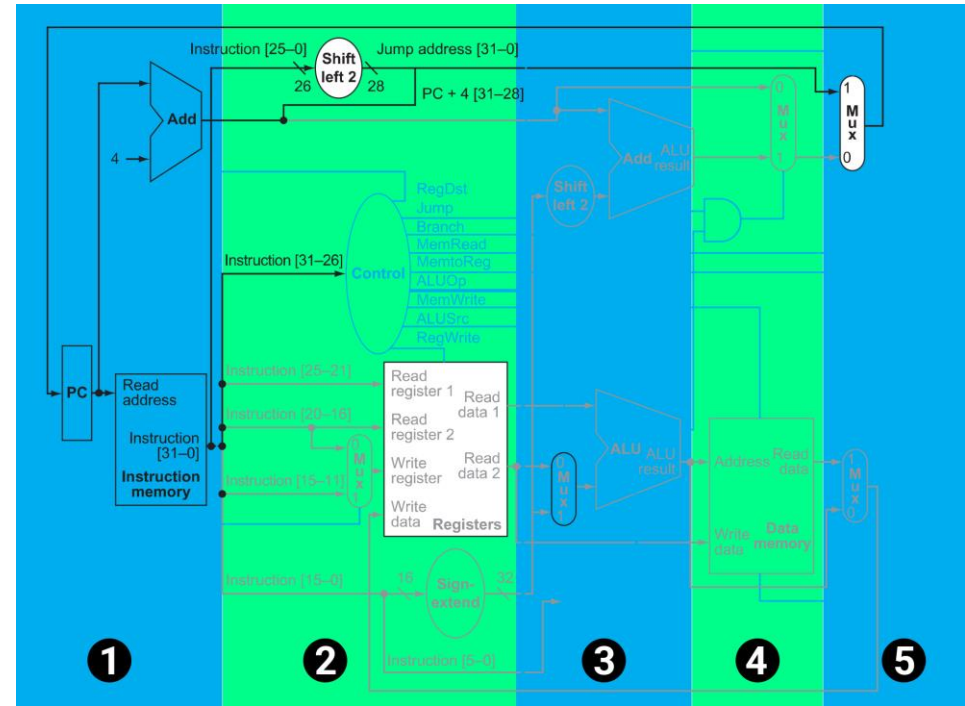 Instruction [25–0]
Shift
left 2
Jump address [31–0]
26
28
PC + 4 [31–28]
1
M
u
x
0
0
M
u
x
1
Add
4
Add
ALU
result
Shift
left 2
RegDst
Jump
Branch
MemRead
MemtoReg
ALUOp
MemWrite
ALUSrc
RegWrite
Instruction [31–26]
Control
PC
Read
address
Instruction
[31–0]
Instruction
memory
Instruction [25–21]
Instruction [20–16]
Instruction [15–11]
0
M
u
x
1
Read
register 1
Read
data 1
Read
register 2
Write
register
Read
data 2
Write
data
Registers
0
M
u
x
1
ALU
ALU
result
Address
Read
data
Write
data
Data
memory
1
M
u
x
0
Instruction [15–0]
16
Sign-
extend
32
Instruction [5–0]
1
2
3
4
5